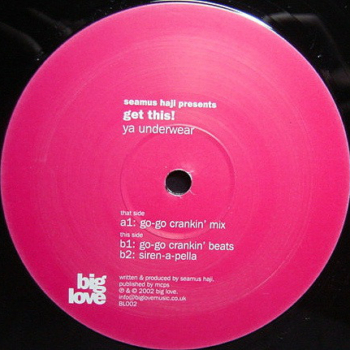 seamus haji presents
get this!
ya underwear
that side
a1: go-go crankin' mix
this side
b1: go-go crankin' beats
b2: siren-a-pella
big
love
written & produced by seamus haji.
published by mcps
℗ & © 2002 big love.
info@biglovemusic.co.uk
BL002